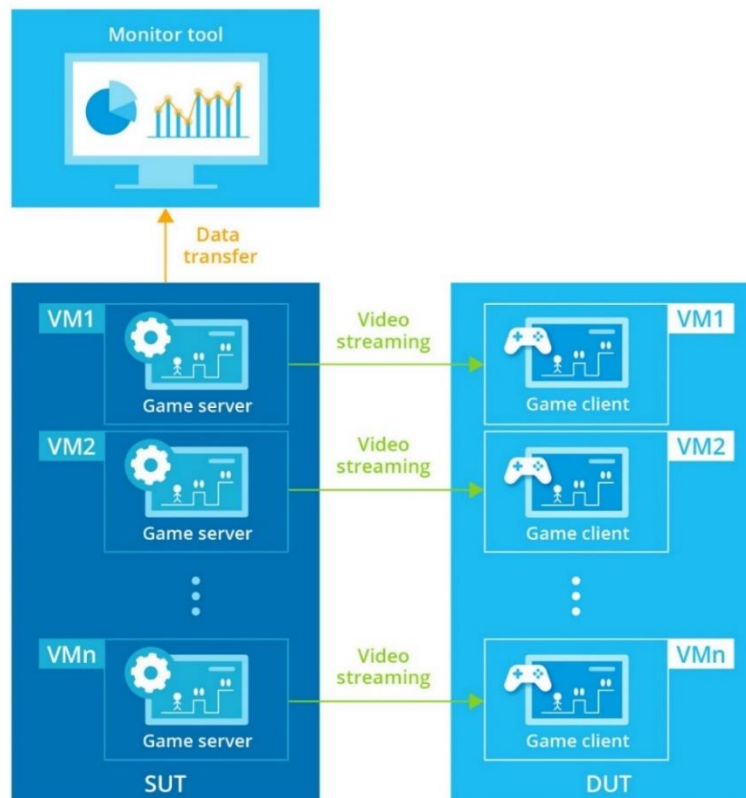 Monitor tool
Data
transfer
VM1
Game server
Video
streaming
VM1
Game client
VM2
Game server
Video
streaming
VM2
Game client
VMn
Game server
Video
streaming
VMn
Game client
SUT
DUT